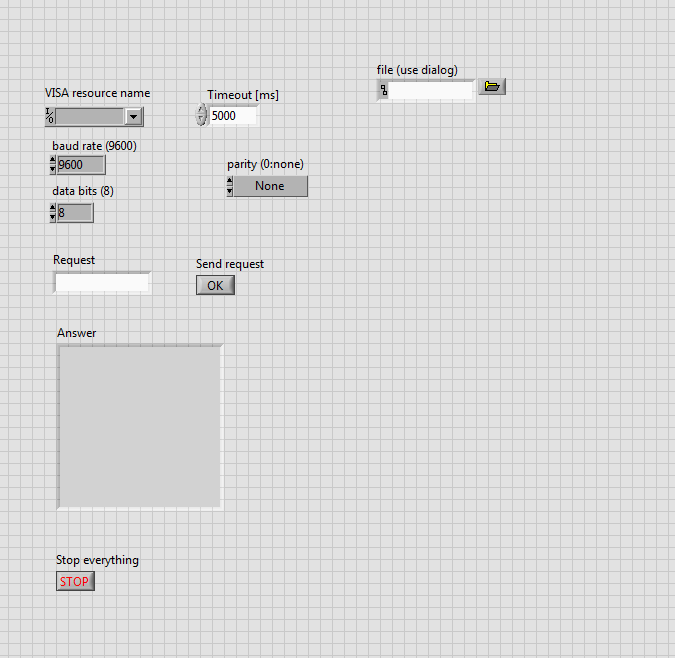 file (use dialog)
VISA resource name
Timeout [ms]
I/O
5000
baud rate (9600)
9600
parity (0:none)
None
data bits (8)
8
Request
Send request
OK
Answer
Stop everything
STOP